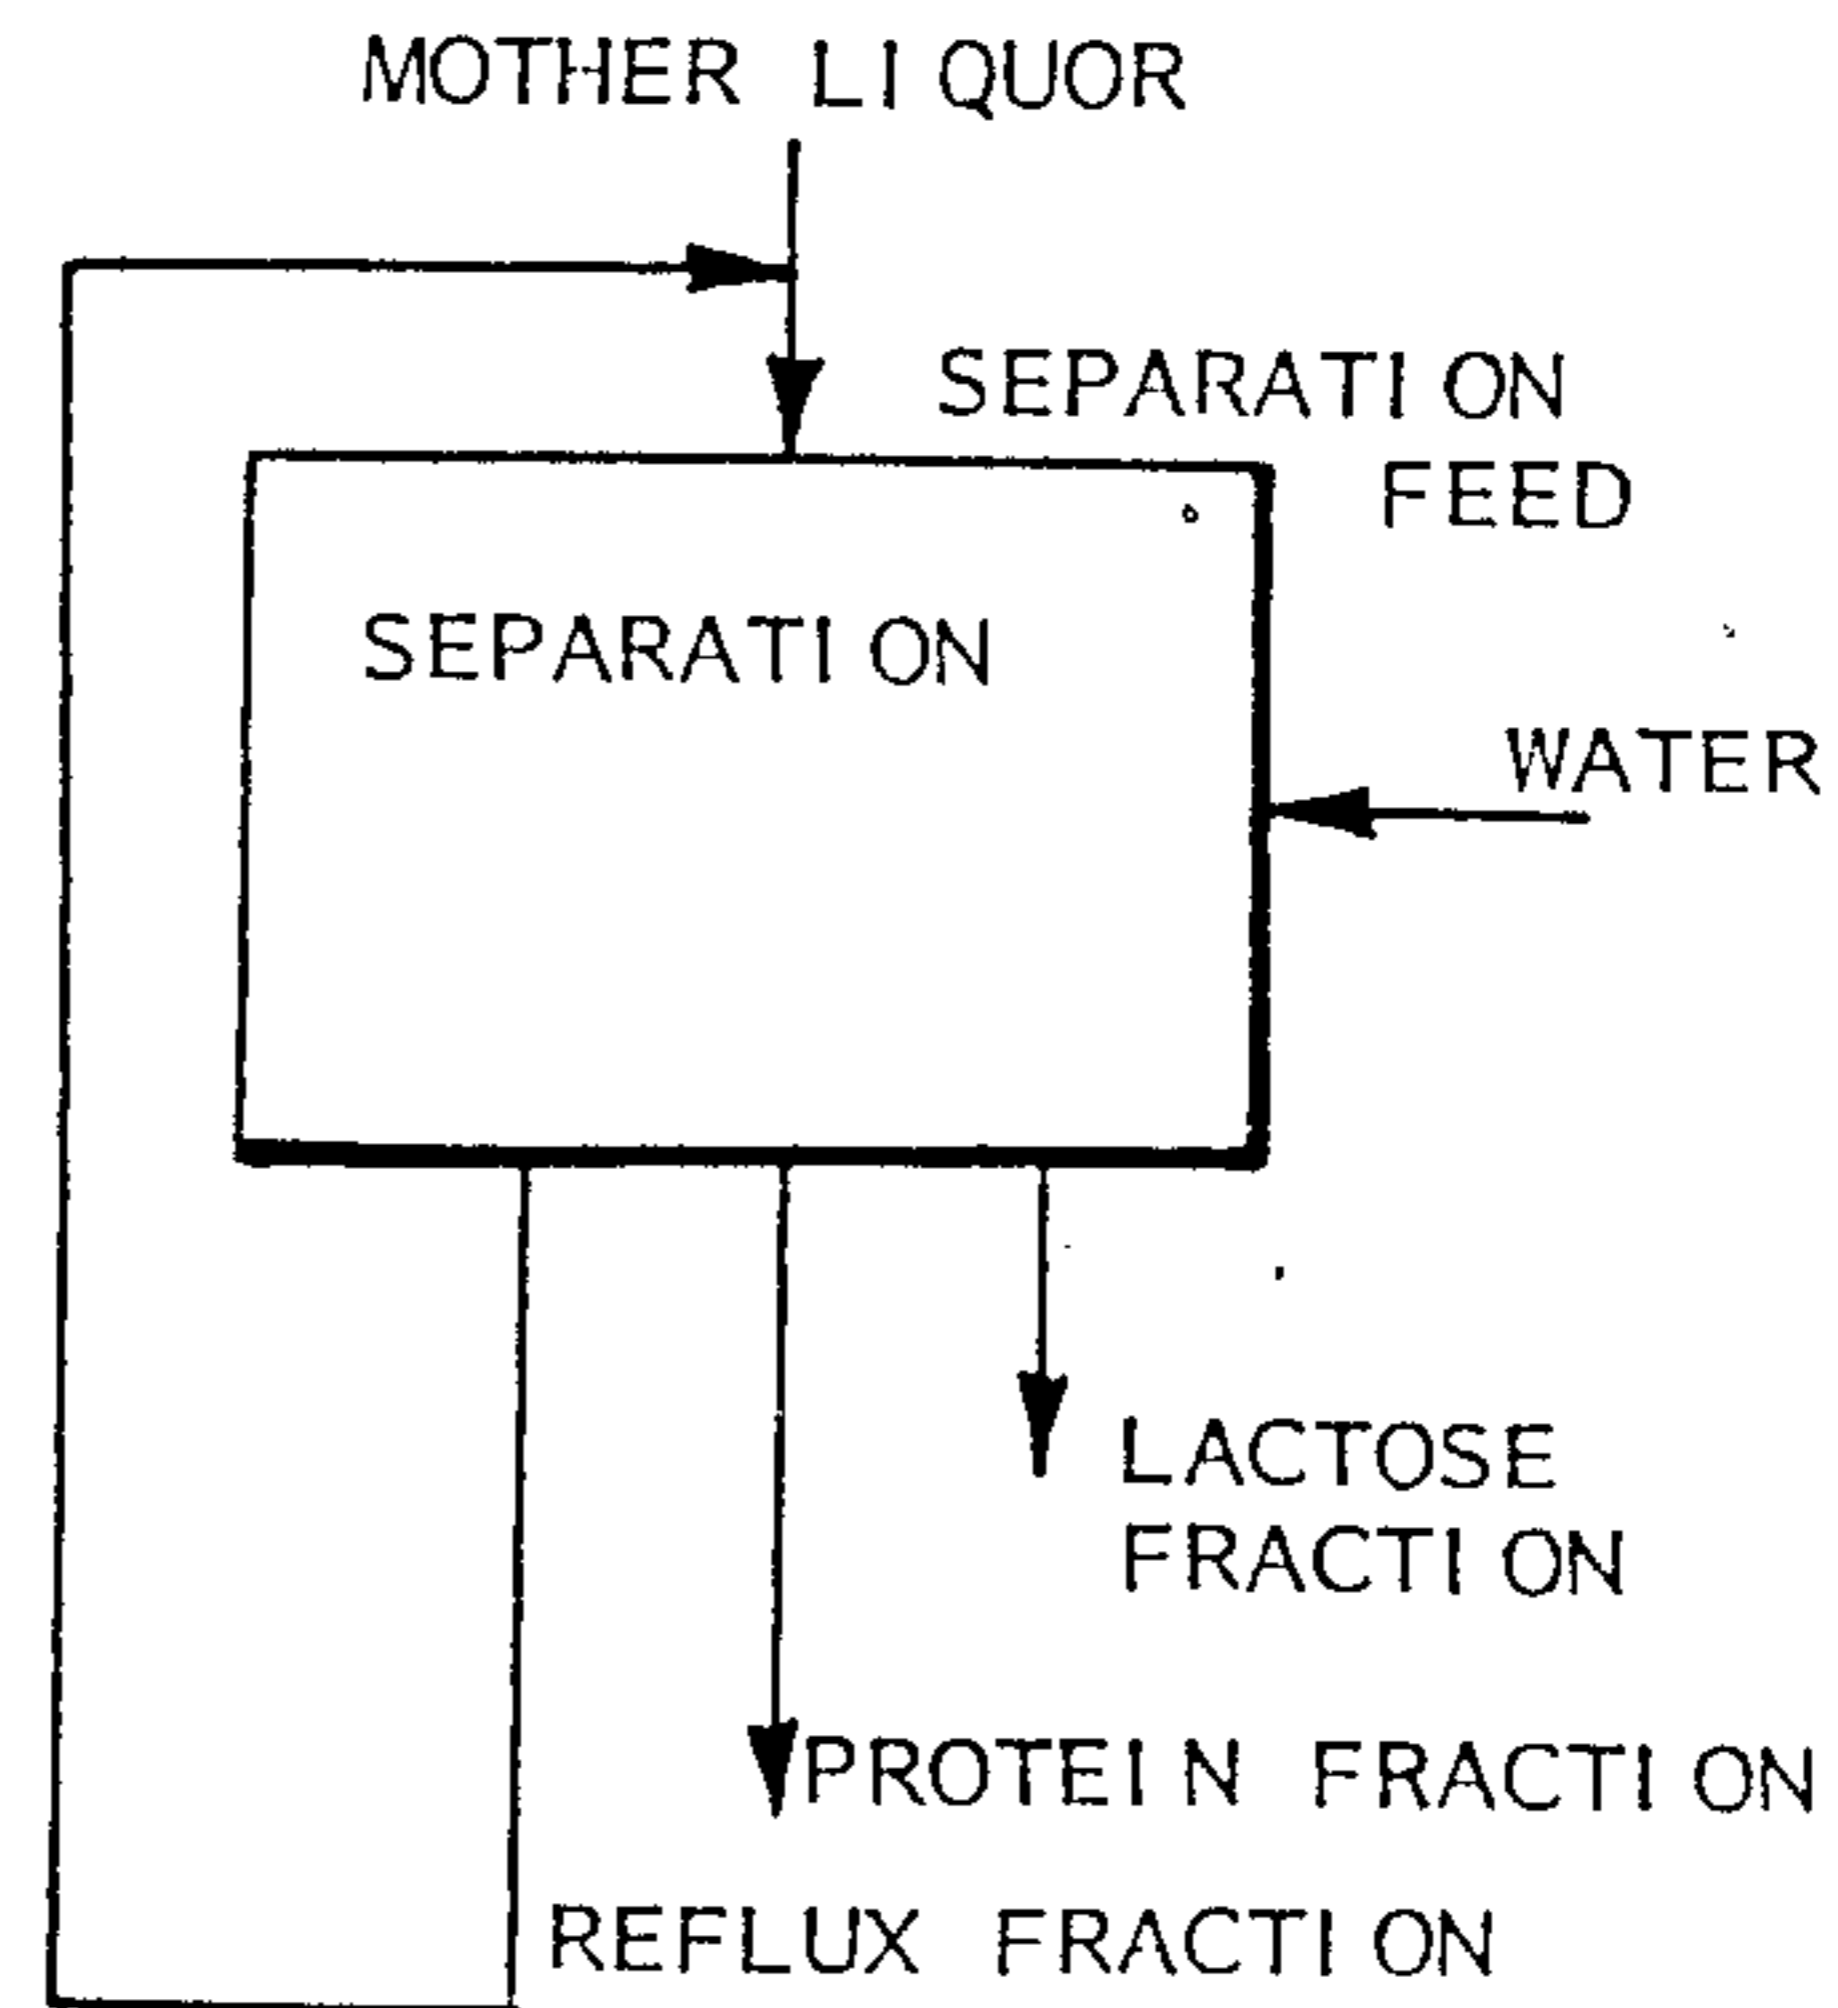 MOTHER LIQUOR
SEPARATION
FEED
SEPARATION
WATER
LACTOSE
FRACTION
PROTEIN FRACTION
REFLUX FRACTION